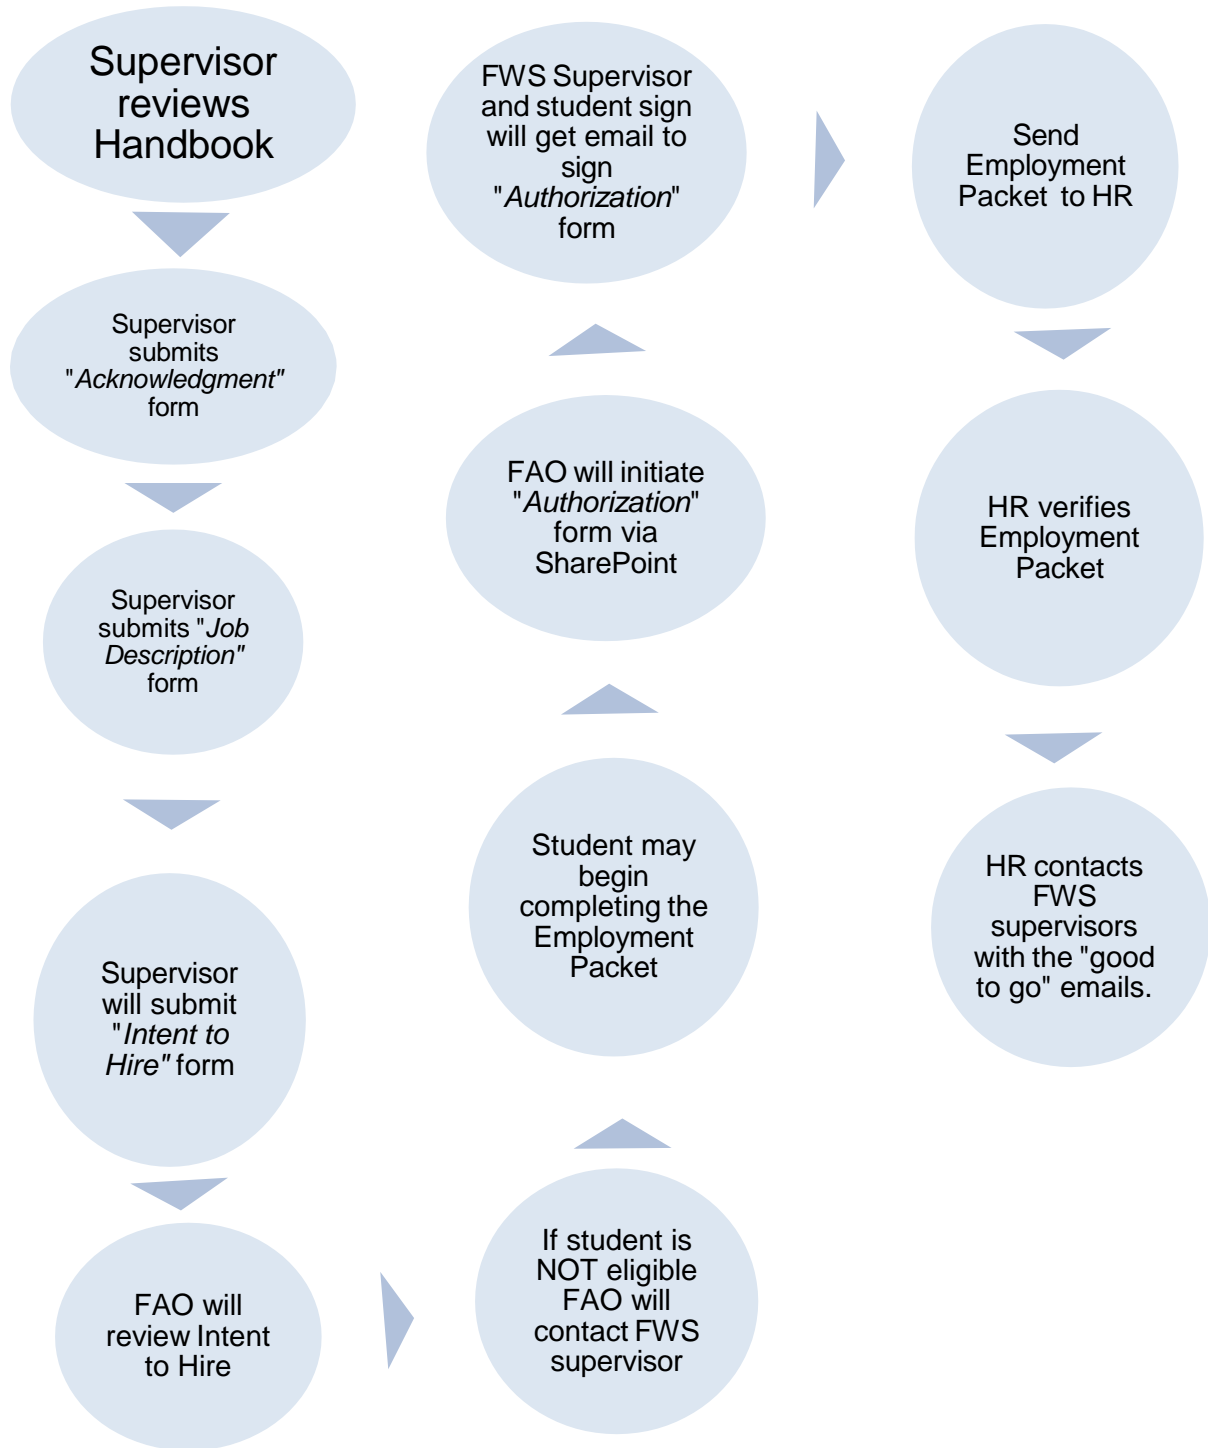 Supervisor
reviews
Handbook
Supervisor
submits
"Acknowledgment"
form
Supervisor
submits "Job
Description"
form
Supervisor
will submit
"Intent to
Hire" form
FAO will
review Intent
to Hire
If student is
NOT eligible
FAO will
contact FWS
supervisor
Student may
begin
completing the
Employment
Packet
FAO will initiate
"Authorization"
form via
SharePoint
FWS Supervisor
and student sign
will get email to
sign
"Authorization"
form
Send
Employment
Packet to HR
HR verifies
Employment
Packet
HR contacts
FWS
supervisors
with the "good
to go" emails.